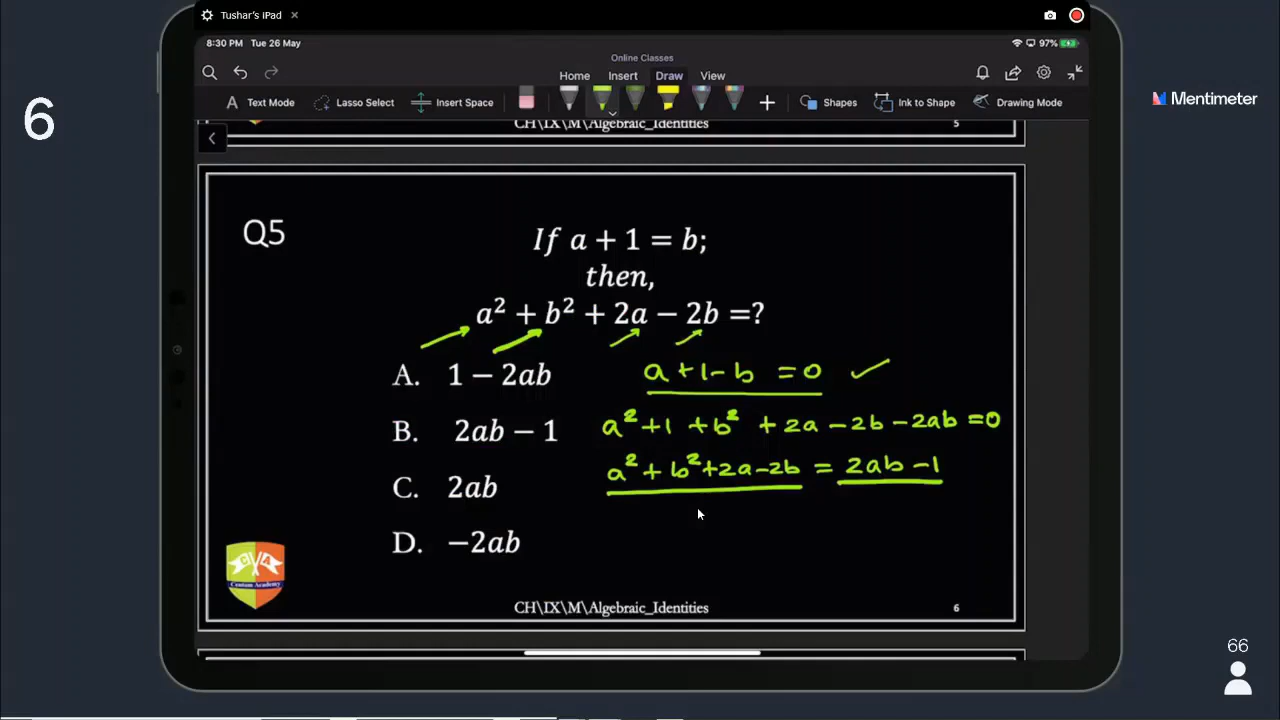 Tushar's iPad ×
8:30 PM Tue 26 May
97%
Online Classes
Home Insert Draw View
Text Mode Lasso Select Insert Space Shapes Ink to Shape Drawing Mode
6
Mentimeter
CH\IX\M\Algebraic_Identities 5
Q5
If a + 1 = b;
then,
a² + b² + 2a − 2b =?
A. 1 − 2ab
B. 2ab − 1
C. 2ab
D. −2ab
a + 1 - b = 0 ✓
a² + 1 + b² + 2a - 2b - 2ab = 0
a² + b² + 2a - 2b = 2ab - 1
Centum Academy
CH\IX\M\Algebraic_Identities 6
66